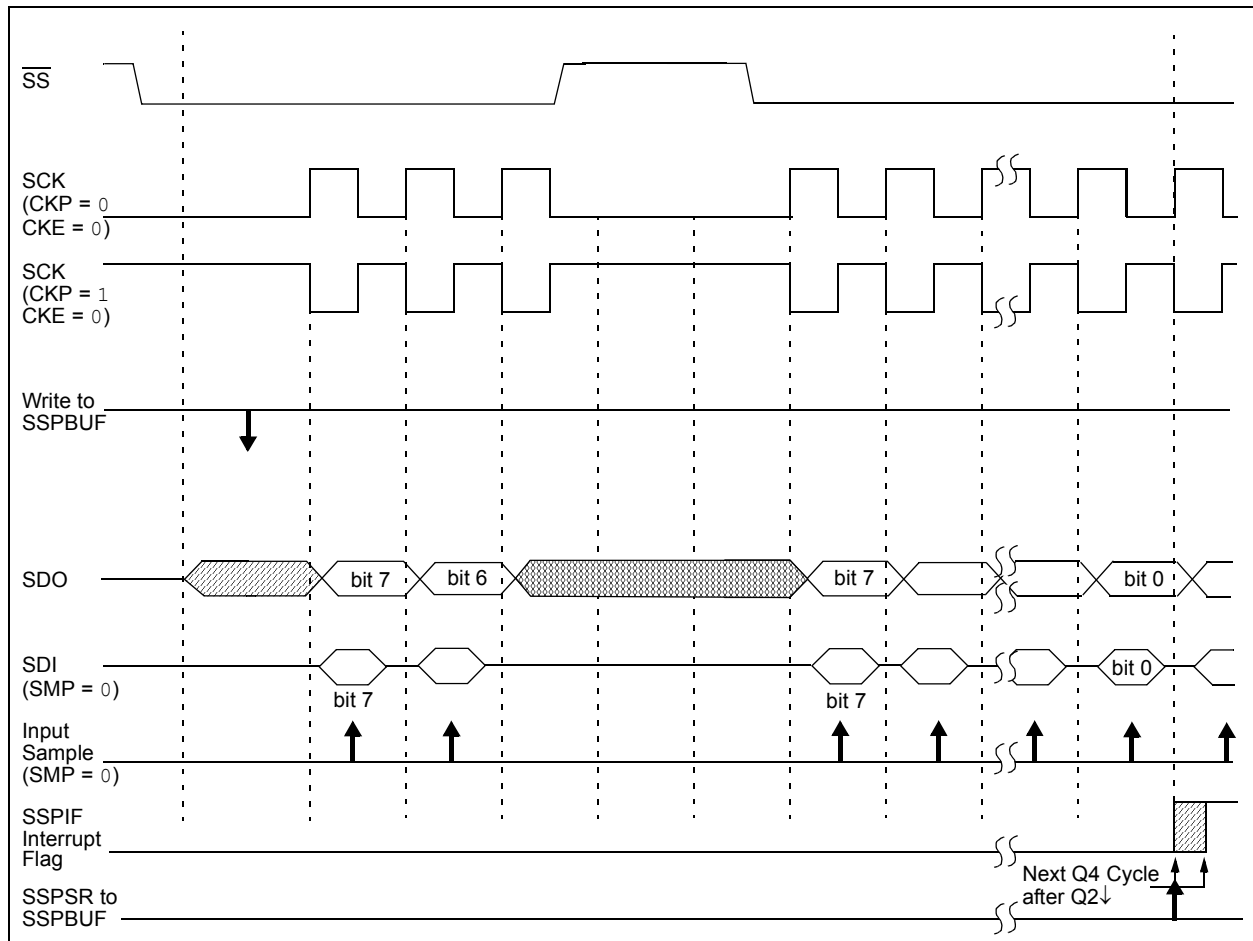 SS
SCK
(CKP = 0
CKE = 0)
SCK
(CKP = 1
CKE = 0)
Write to
SSPBUF
SDO
bit 7
bit 6
bit 7
bit 0
SDI
(SMP = 0)
bit 7
bit 7
bit 0
Input
Sample
(SMP = 0)
SSPIF
Interrupt
Flag
Next Q4 Cycle
after Q2↓
SSPSR to
SSPBUF